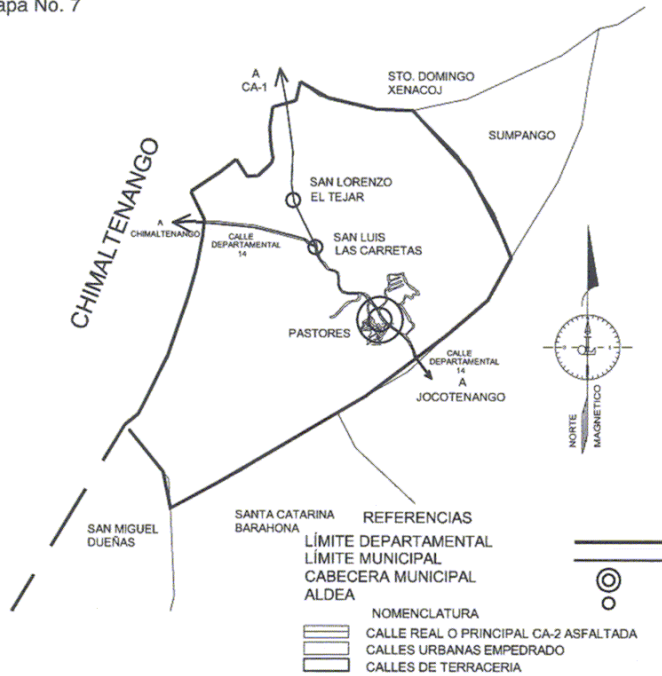 apa No. 7
A
CA-1
STO. DOMINGO
XENACOJ
SUMPANGO
CHIMALTENANGO
SAN LORENZO
EL TEJAR
A
CHIMALTENANGO
CALLE
DEPARTAMENTAL
14
SAN LUIS
LAS CARRETAS
PASTORES
CALLE
DEPARTAMENTAL
14
A
JOCOTENANGO
NORTE
MAGNETICO
SAN MIGUEL
DUEÑAS
SANTA CATARINA
BARAHONA
REFERENCIAS
LÍMITE DEPARTAMENTAL
LÍMITE MUNICIPAL
CABECERA MUNICIPAL
ALDEA
NOMENCLATURA
CALLE REAL O PRINCIPAL CA-2 ASFALTADA
CALLES URBANAS EMPEDRADO
CALLES DE TERRACERIA